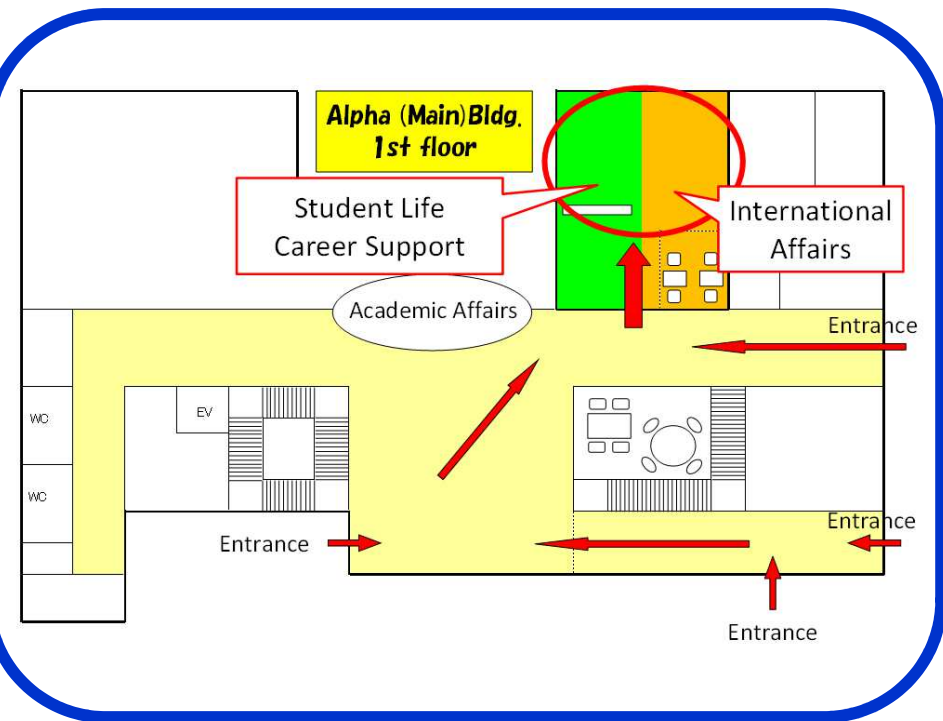 Alpha (Main)Bldg.
1st floor
Student Life
Career Support
International
Affairs
Academic Affairs
Entrance
WC
EV
WC
Entrance
Entrance
Entrance